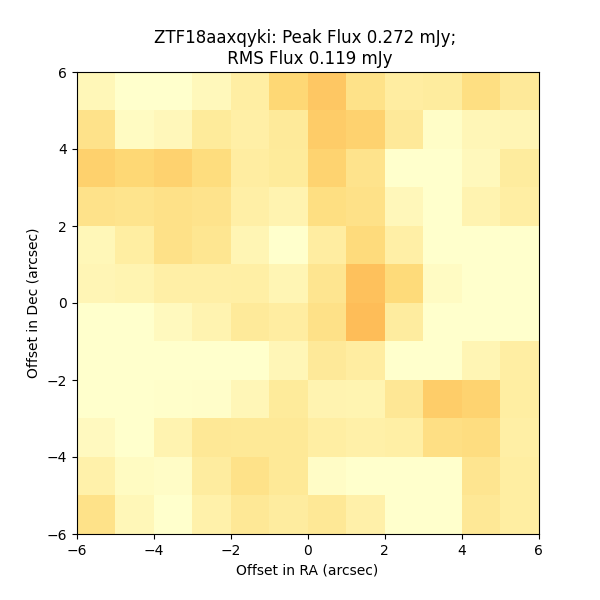 ZTF18aaxqyki: Peak Flux 0.272 mJy;
RMS Flux 0.119 mJy
6
4
2
0
−2
−4
−6
Offset in Dec (arcsec)
−6 −4 −2 0 2 4 6
Offset in RA (arcsec)